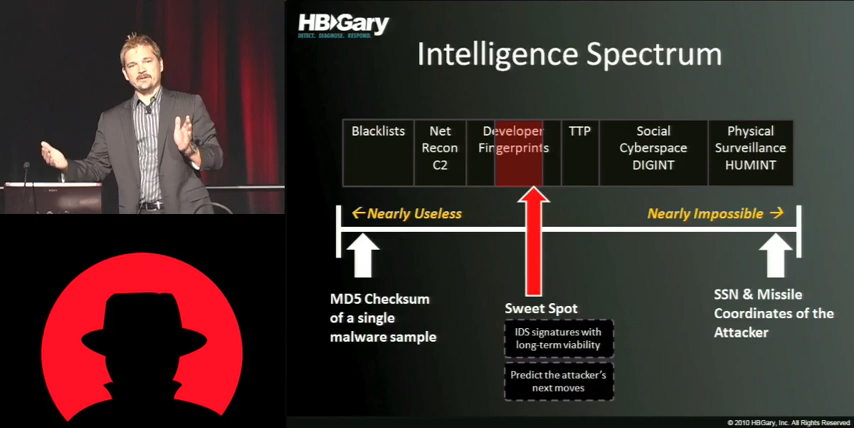 HBGary
DETECT. DIAGNOSE. RESPOND.
Intelligence Spectrum
Blacklists
Net
Recon
C2
Developer
Fingerprints
TTP
Social
Cyberspace
DIGINT
Physical
Surveillance
HUMINT
← Nearly Useless
Nearly Impossible →
MD5 Checksum
of a single
malware sample
Sweet Spot
IDS signatures with
long-term viability
Predict the attacker's
next moves
SSN & Missile
Coordinates of the
Attacker
© 2010 HBGary, Inc. All Rights Reserved